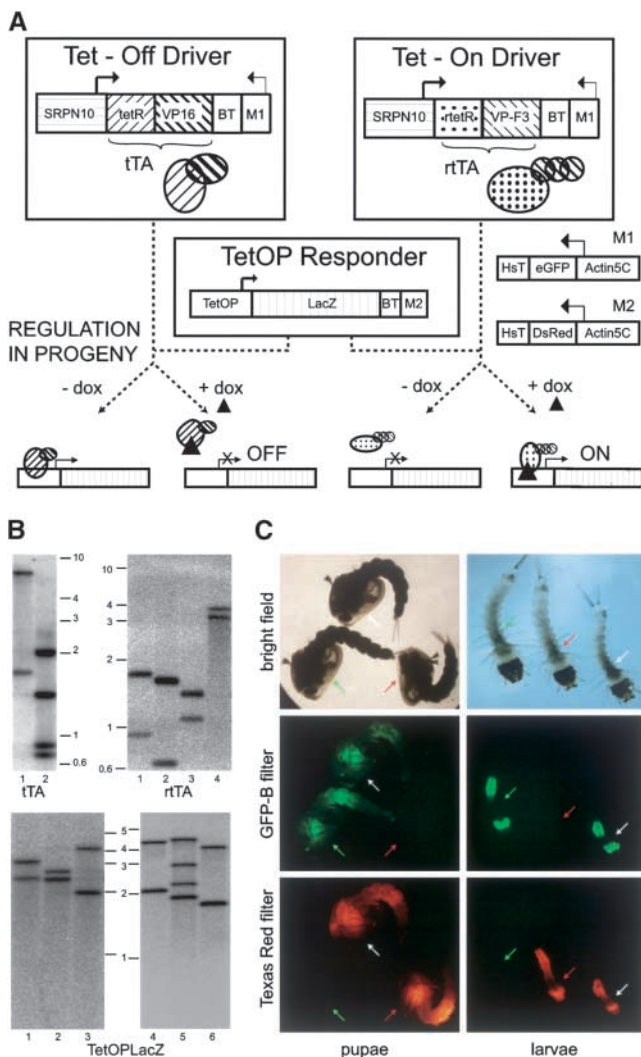 A
Tet - Off Driver
SRPN10 tetR VP16 BT M1
tTA
Tet - On Driver
SRPN10 rtetR VP-F3 BT M1
rtTA
TetOP Responder
TetOP LacZ BT M2
M1
HsT eGFP Actin5C
M2
HsT DsRed Actin5C
REGULATION
IN PROGENY
- dox
+ dox
- dox
+ dox
X OFF
X
ON
B
10
4
3
2
1
0.6
1 2
tTA
10
4
3
2
1
0.6
1 2 3 4
rtTA
5
4
3
2
1
1 2 3
4 5 6
TetOPLacZ
C
bright field
GFP-B filter
Texas Red filter
pupae
larvae